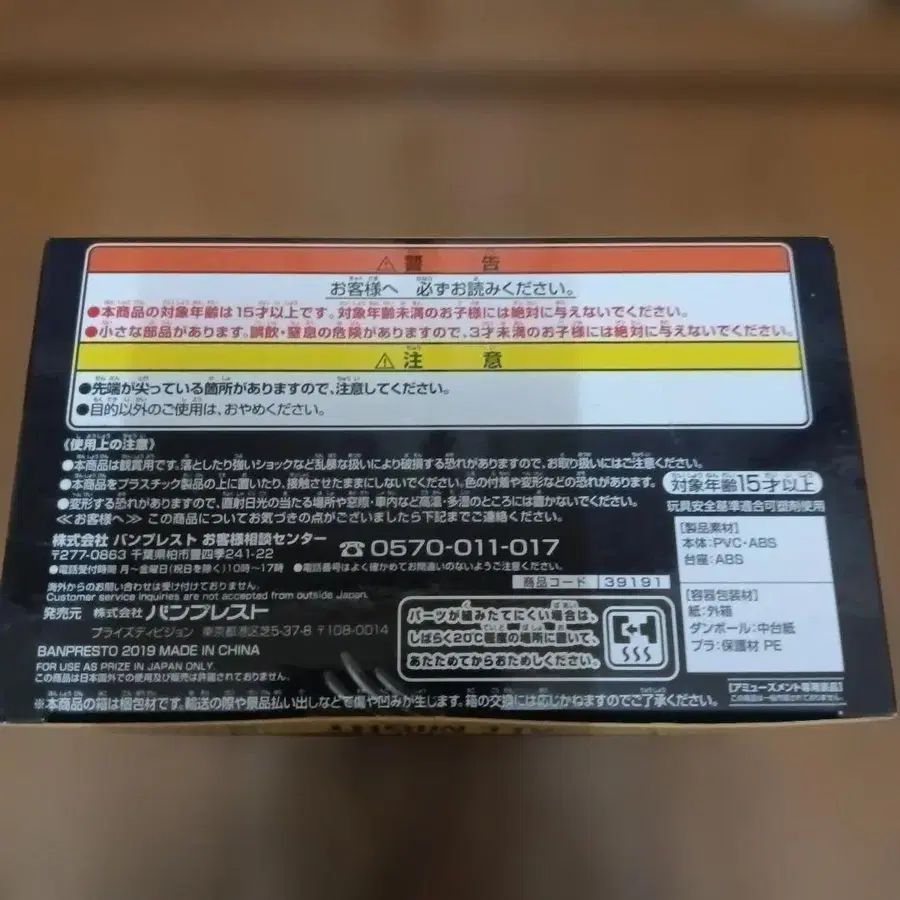 ⚠警告
お客様へ 必ずお読みください。
●本商品の対象年齢は15才以上です。対象年齢未満のお子様には絶対に与えないでください。
●小さな部品があります。誤飲・窒息の危険がありますので、3才未満のお子様には絶対に与えないでください。
⚠注意
●先端が尖っている箇所がありますので、注意してください。
●目的以外のご使用は、おやめください。
《使用上の注意》
●本商品は観賞用です。落としたり強いショックなど乱暴な扱いにより破損する恐れがありますので、お取り扱いにはご注意ください。
●本商品をプラスチック製品の上に置いたり、接触させたままにしないでください。色の付着や変形などの恐れがあります。
●変形する恐れがありますので、直射日光の当たる場所や窓際・車内など高温・多湿のところには置かないでください。
≪お客様へ≫ この商品についてお気づきの点がございましたら下記までご連絡ください。
株式会社 バンプレスト お客様相談センター
〒277-0863 千葉県柏市豊四季241-22
☎0570-011-017
●電話受付時間 月～金曜日(祝日を除く)10時～17時 ●電話番号はよく確かめてお間違いのないようご注意ください。
海外からのお問い合わせは受け付けておりません。
Customer service inquiries are not accepted from outside Japan.
商品コード 39191
発売元 株式会社 バンプレスト
プライズディビジョン 東京都港区芝5-37-8 〒108-0014
BANPRESTO 2019 MADE IN CHINA
FOR USE AS PRIZE IN JAPAN ONLY.
この商品は日本国外での使用及び販売は許諾されておりません。
パーツが組みたてにくい場合は、
しばらく20℃程度の場所に置いて、
あたためてからおためしください。
※本商品の箱は梱包材です。輸送の際や景品払い出しなどで傷や凹みが生じます。箱の交換には応じかねますのでご了承ください。
対象年齢15才以上
玩具安全基準適合可塑剤使用
[製品素材]
本体:PVC・ABS
台座:ABS
[容器包装材]
紙:外箱
ダンボール:中台紙
プラ:保護材 PE
[アミューズメント専用景品]